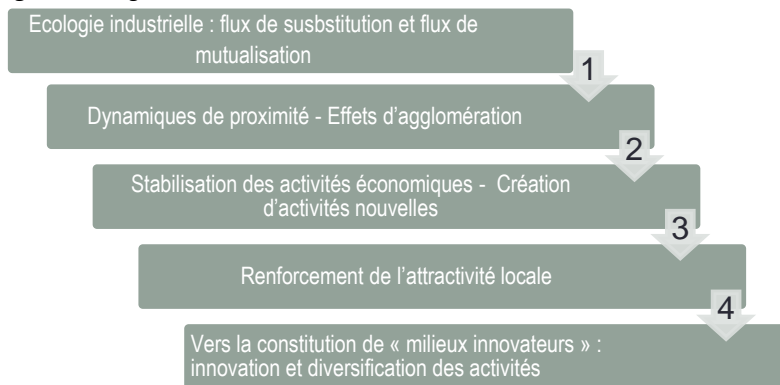 Ecologie industrielle : flux de susbstitution et flux de
mutualisation
1
Dynamiques de proximité - Effets d'agglomération
2
Stabilisation des activités économiques - Création
d'activités nouvelles
3
Renforcement de l'attractivité locale
4
Vers la constitution de « milieux innovateurs » :
innovation et diversification des activités